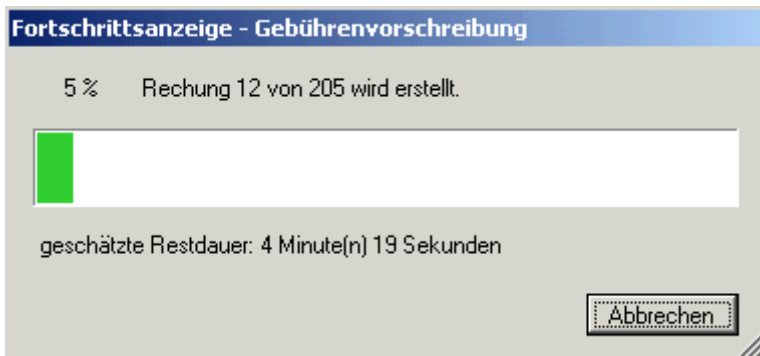 Fortschrittsanzeige - Gebührenvorschreibung
5 % Rechung 12 von 205 wird erstellt.
geschätzte Restdauer: 4 Minute(n) 19 Sekunden
Abbrechen